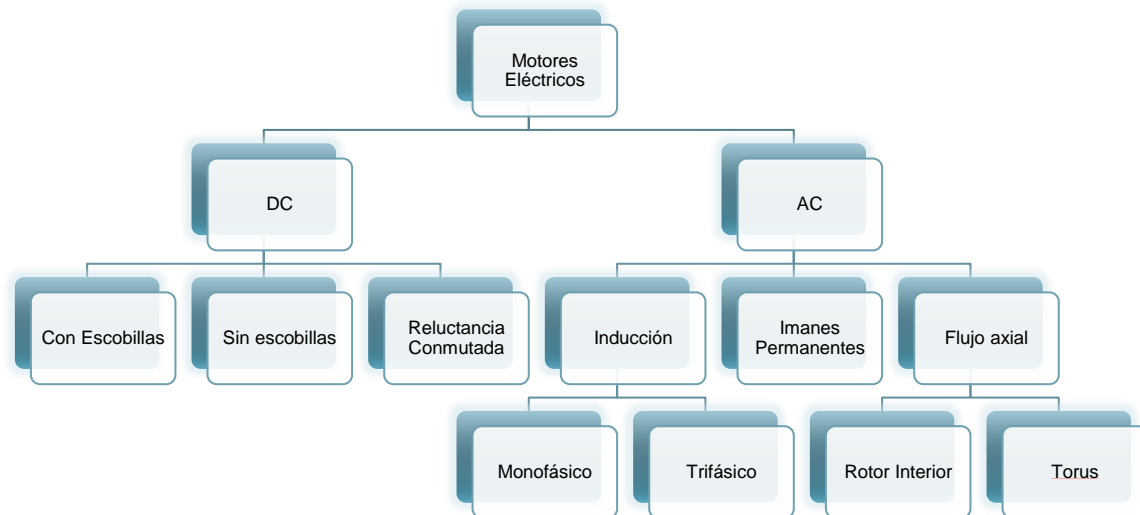 Motores
Eléctricos
DC
AC
Con Escobillas
Sin escobillas
Reluctancia
Conmutada
Inducción
Imanes
Permanentes
Flujo axial
Monofásico
Trifásico
Rotor Interior
Torus